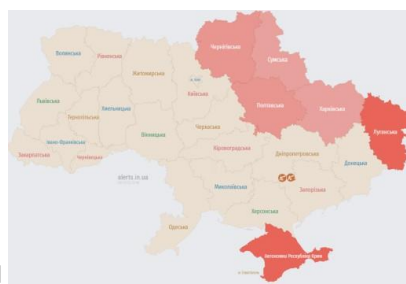 Чернігівська
Сумська
Волинська
Рівненська
Житомирська
м. Київ
Київська
Полтавська
Харківська
Луганська
Львівська
Тернопільська
Хмельницька
Черкаська
Вінницька
Івано-Франківська
Закарпатська
Чернівецька
Кіровоградська
Дніпропетровська
Донецька
alerts.in.ua
Миколаївська
Запорізька
Херсонська
Одеська
Автономна Республіка Крим